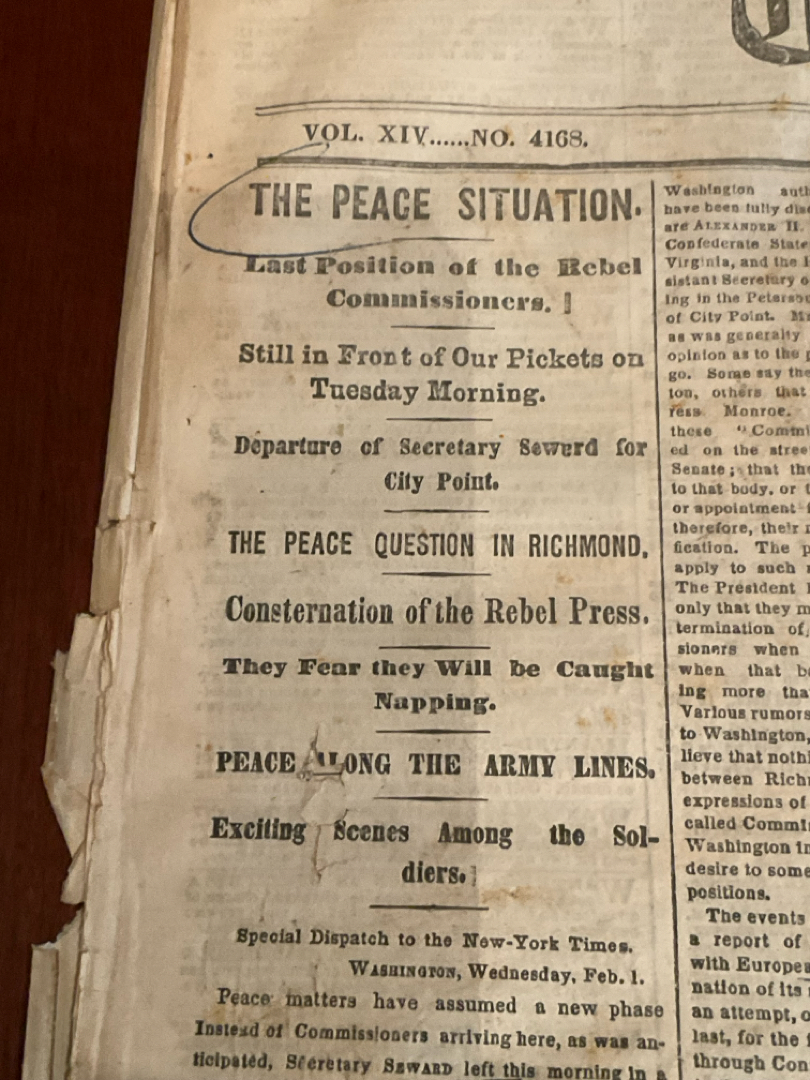 VOL. XIV......NO. 4168.
THE PEACE SITUATION.
Last Position of the Rebel
Commissioners.
Still in Front of Our Pickets on
Tuesday Morning.
Departure of Secretary Seward for
City Point.
THE PEACE QUESTION IN RICHMOND.
Consternation of the Rebel Press.
They Fear they Will be Caught
Napping.
PEACE ALONG THE ARMY LINES.
Exciting Scenes Among the Sol-
diers.
Special Dispatch to the New-York Times.
WASHINGTON, Wednesday, Feb. 1.
Peace matters have assumed a new phase
Instead of Commissioners arriving here, as was an-
ticipated, Secretary SEWARD left this morning in a
Washington auth
have been fully dis
are ALEXANDER H.
Confederate State
Virginia, and the
sistant Secretary o
ing in the Petersb
of City Point. M
as was generally
opinion as to the p
go. Some say the
ton, others that
ress Monroe.
these "Commi
ed on the stree
Senate; that the
to that body, or t
or appointment
therefore, their
fication. The p
apply to such
The President
only that they m
termination of
sioners when
when that be
ing more tha
Various rumors
to Washington,
lieve that nothi
between Rich
expressions of
called Commi
Washington in
desire to some
positions.
The events
a report of
with Europe
nation of its
an attempt, o
last, for the f
through Con